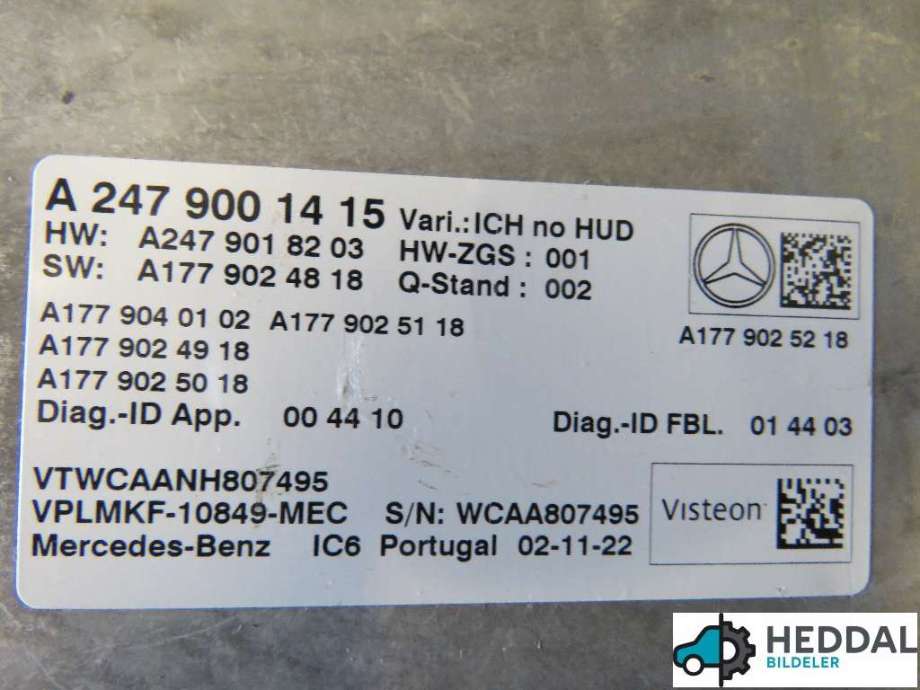 A 247 900 14 15 Vari.: ICH no HUD
HW: A247 901 82 03 HW-ZGS : 001
SW: A177 902 48 18 Q-Stand : 002
A177 904 01 02 A177 902 51 18
A177 902 52 18
A177 902 49 18
A177 902 50 18
Diag.-ID App. 00 44 10 Diag.-ID FBL. 01 44 03
VTWCAANH807495
VPLMKF-10849-MEC S/N: WCAA807495
Visteon
Mercedes-Benz IC6 Portugal 02-11-22
HEDDAL
BILDELER